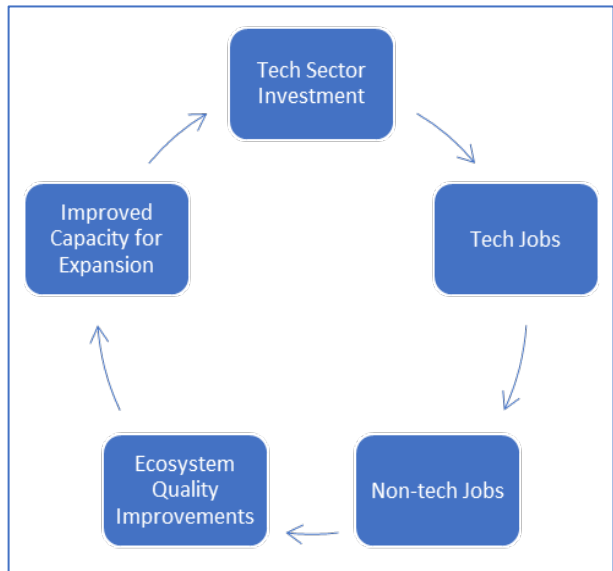 Tech Sector
Investment
Tech Jobs
Non-tech Jobs
Ecosystem
Quality
Improvements
Improved
Capacity for
Expansion